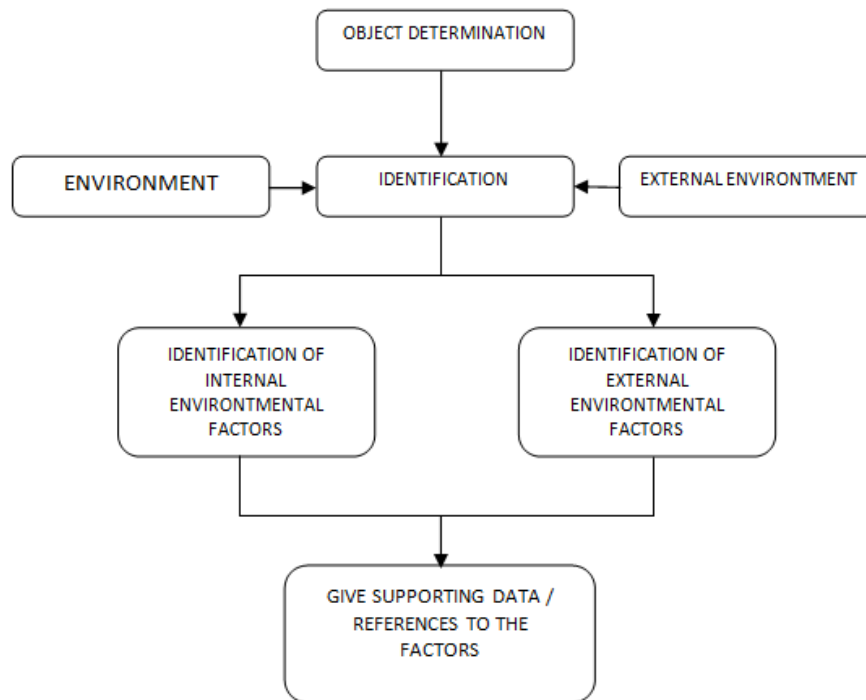 OBJECT DETERMINATION
ENVIRONMENT
IDENTIFICATION
EXTERNAL ENVIRONTMENT
IDENTIFICATION OF
INTERNAL
ENVIRONTMENTAL
FACTORS
IDENTIFICATION OF
EXTERNAL
ENVIRONTMENTAL
FACTORS
GIVE SUPPORTING DATA /
REFERENCES TO THE
FACTORS